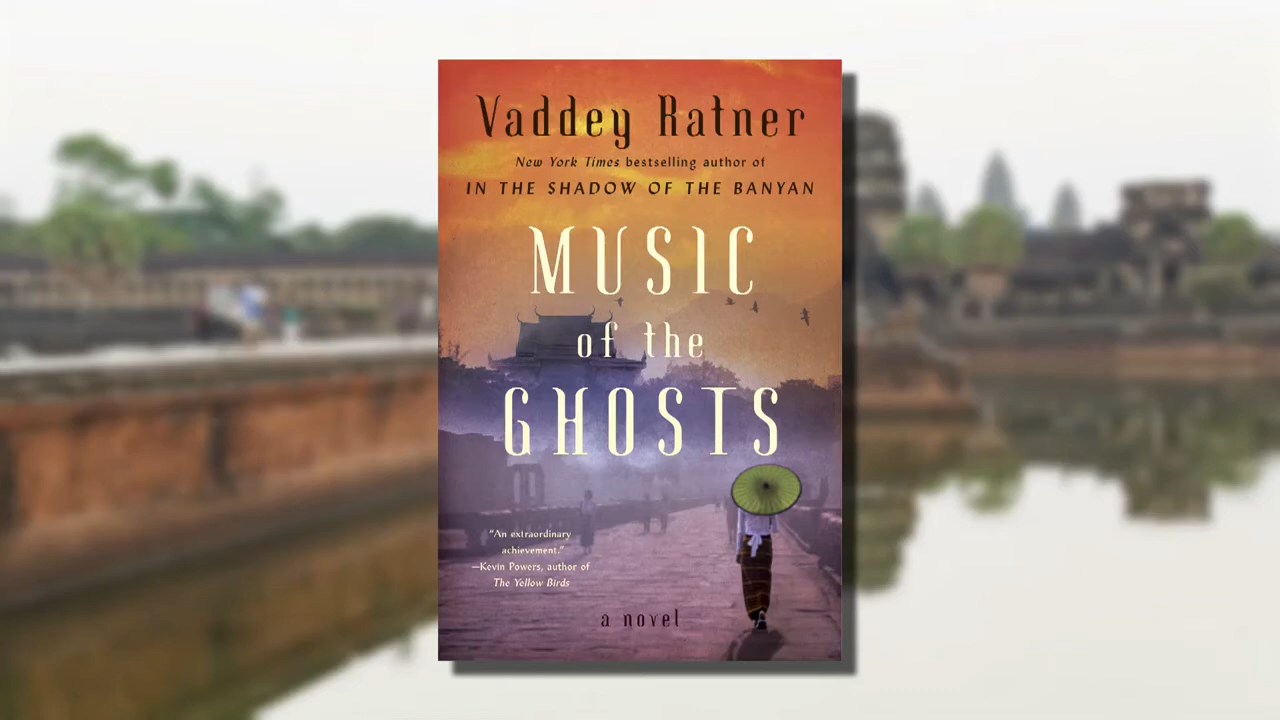 Vaddey Ratner
New York Times bestselling author of
IN THE SHADOW OF THE BANYAN
MUSIC
of the
GHOSTS
“An extraordinary
achievement.”
—Kevin Powers, author of
The Yellow Birds
a novel